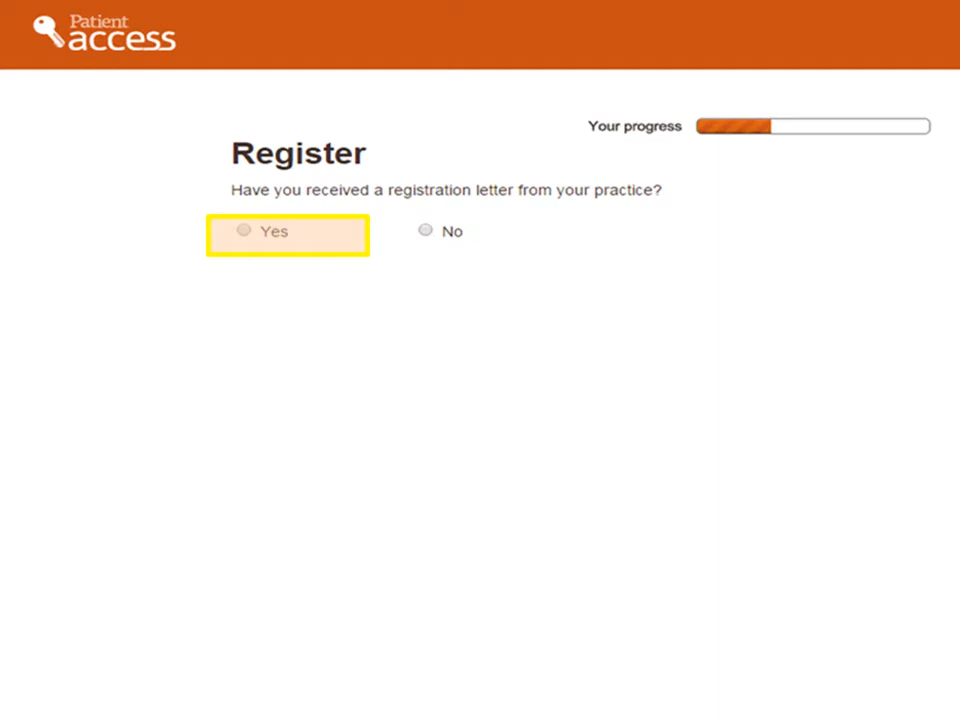 Patient
access
Your progress
Register
Have you received a registration letter from your practice?
Yes No